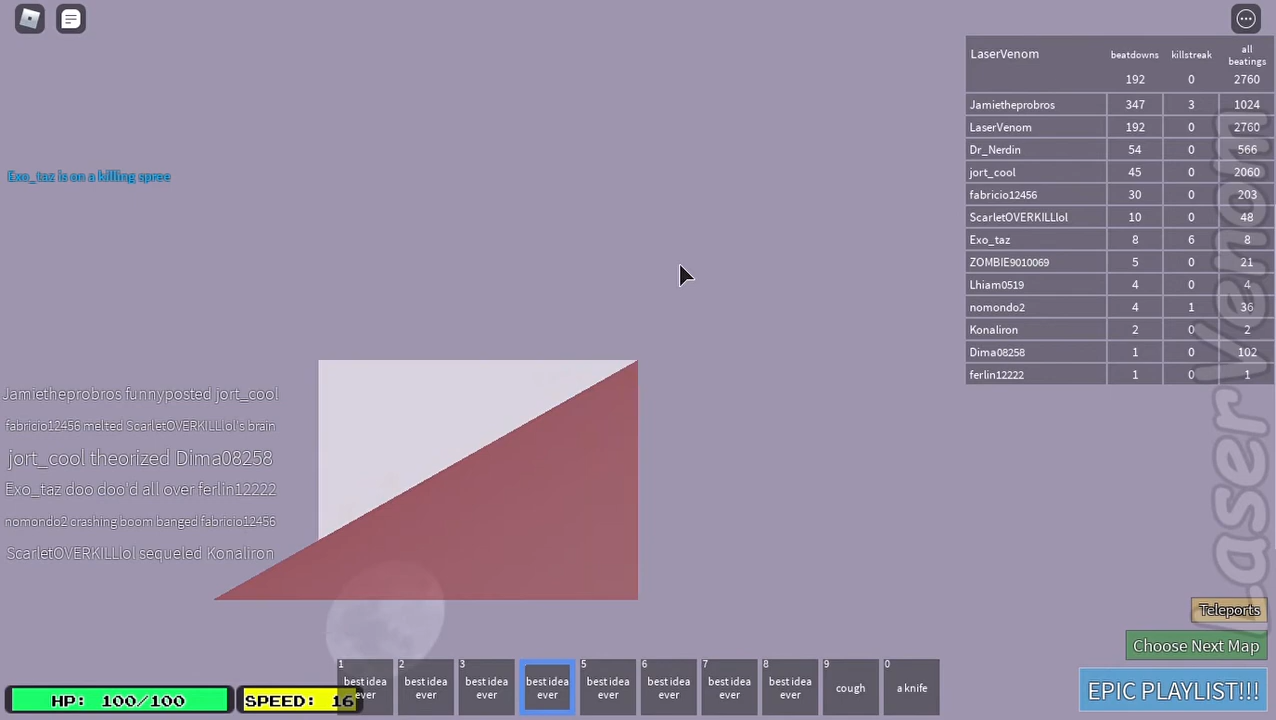 LaserVenom beatdowns killstreak all beatings
192 0 2760
Jamietheprobros 347 3 1024
LaserVenom 192 0 2760
Dr_Nerdin 54 0 566
jort_cool 45 0 2060
fabricio12456 30 0 203
ScarletOVERKILLlol 10 0 48
Exo_taz 8 6 8
ZOMBIE9010069 5 0 21
Lhiam0519 4 0 4
nomondo2 4 1 36
Konaliron 2 0 2
Dima08258 1 0 102
ferlin12222 1 0 1
Exo_taz is on a killing spree
Jamietheprobros funnyposted jort_cool
fabricio12456 melted ScarletOVERKILLlol's brain
jort_cool theorized Dima08258
Exo_taz doo doo'd all over ferlin12222
nomondo2 crashing boom banged fabricio12456
ScarletOVERKILLlol sequeled Konaliron
LaserVenom
Teleports
Choose Next Map
EPIC PLAYLIST!!!
HP: 100/100
SPEED: 16
1 best idea ever
2 best idea ever
3 best idea ever
best idea ever
5 best idea ever
6 best idea ever
7 best idea ever
8 best idea ever
9 cough
0 a knife